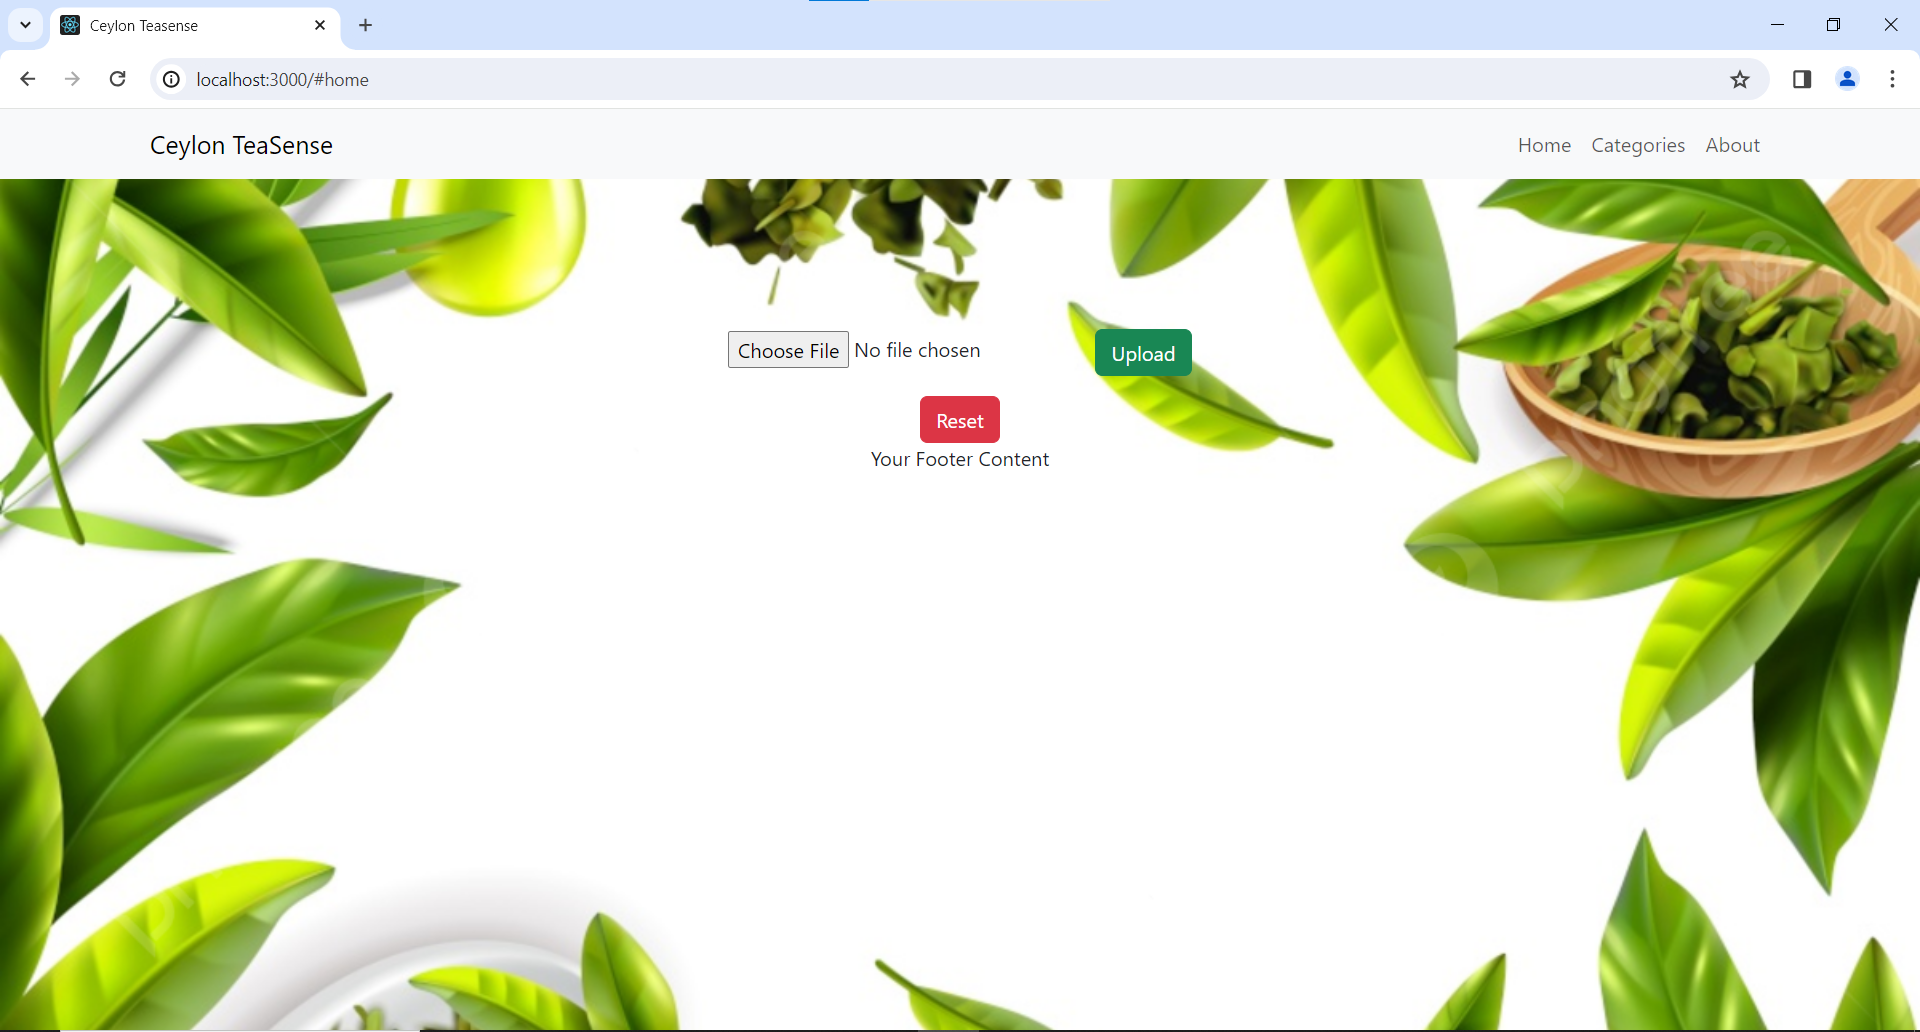 Ceylon Teasense
localhost:3000/#home
Ceylon TeaSense
Home Categories About
Choose File No file chosen
Upload
Reset
Your Footer Content